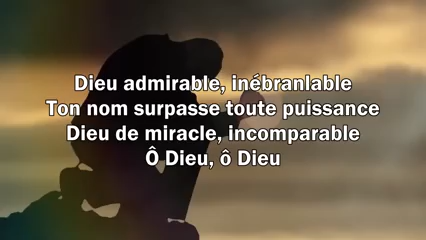 Dieu admirable, inébranlable
Ton nom surpasse toute puissance
Dieu de miracle, incomparable
Ô Dieu, ô Dieu